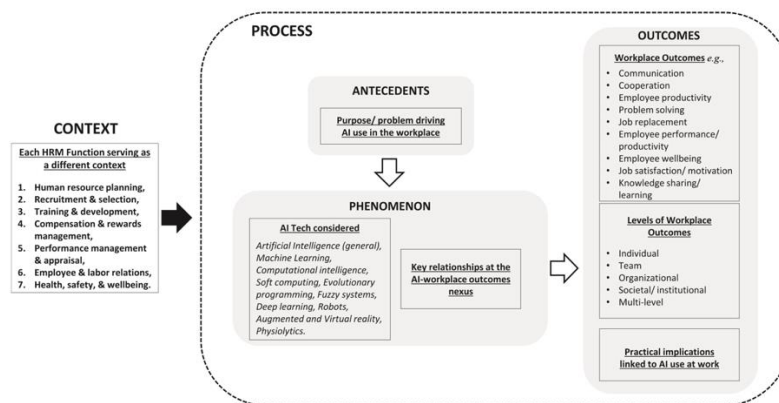 PROCESS
CONTEXT
Each HRM Function serving as
a different context
1. Human resource planning,
2. Recruitment & selection,
3. Training & development,
4. Compensation & rewards
management,
5. Performance management
& appraisal,
6. Employee & labor relations,
7. Health, safety, & wellbeing.
ANTECEDENTS
Purpose/ problem driving
AI use in the workplace
PHENOMENON
AI Tech considered
Artificial Intelligence (general),
Machine Learning,
Computational intelligence,
Soft computing, Evolutionary
programming, Fuzzy systems,
Deep learning, Robots,
Augmented and Virtual reality,
Physiolytics.
Key relationships at the
AI-workplace outcomes
nexus
OUTCOMES
Workplace Outcomes e.g.,
• Communication
• Cooperation
• Employee productivity
• Problem solving
• Job replacement
• Employee performance/
productivity
• Employee wellbeing
• Job satisfaction/ motivation
• Knowledge sharing/
learning
Levels of Workplace
Outcomes
• Individual
• Team
• Organizational
• Societal/ institutional
• Multi-level
Practical implications
linked to AI use at work